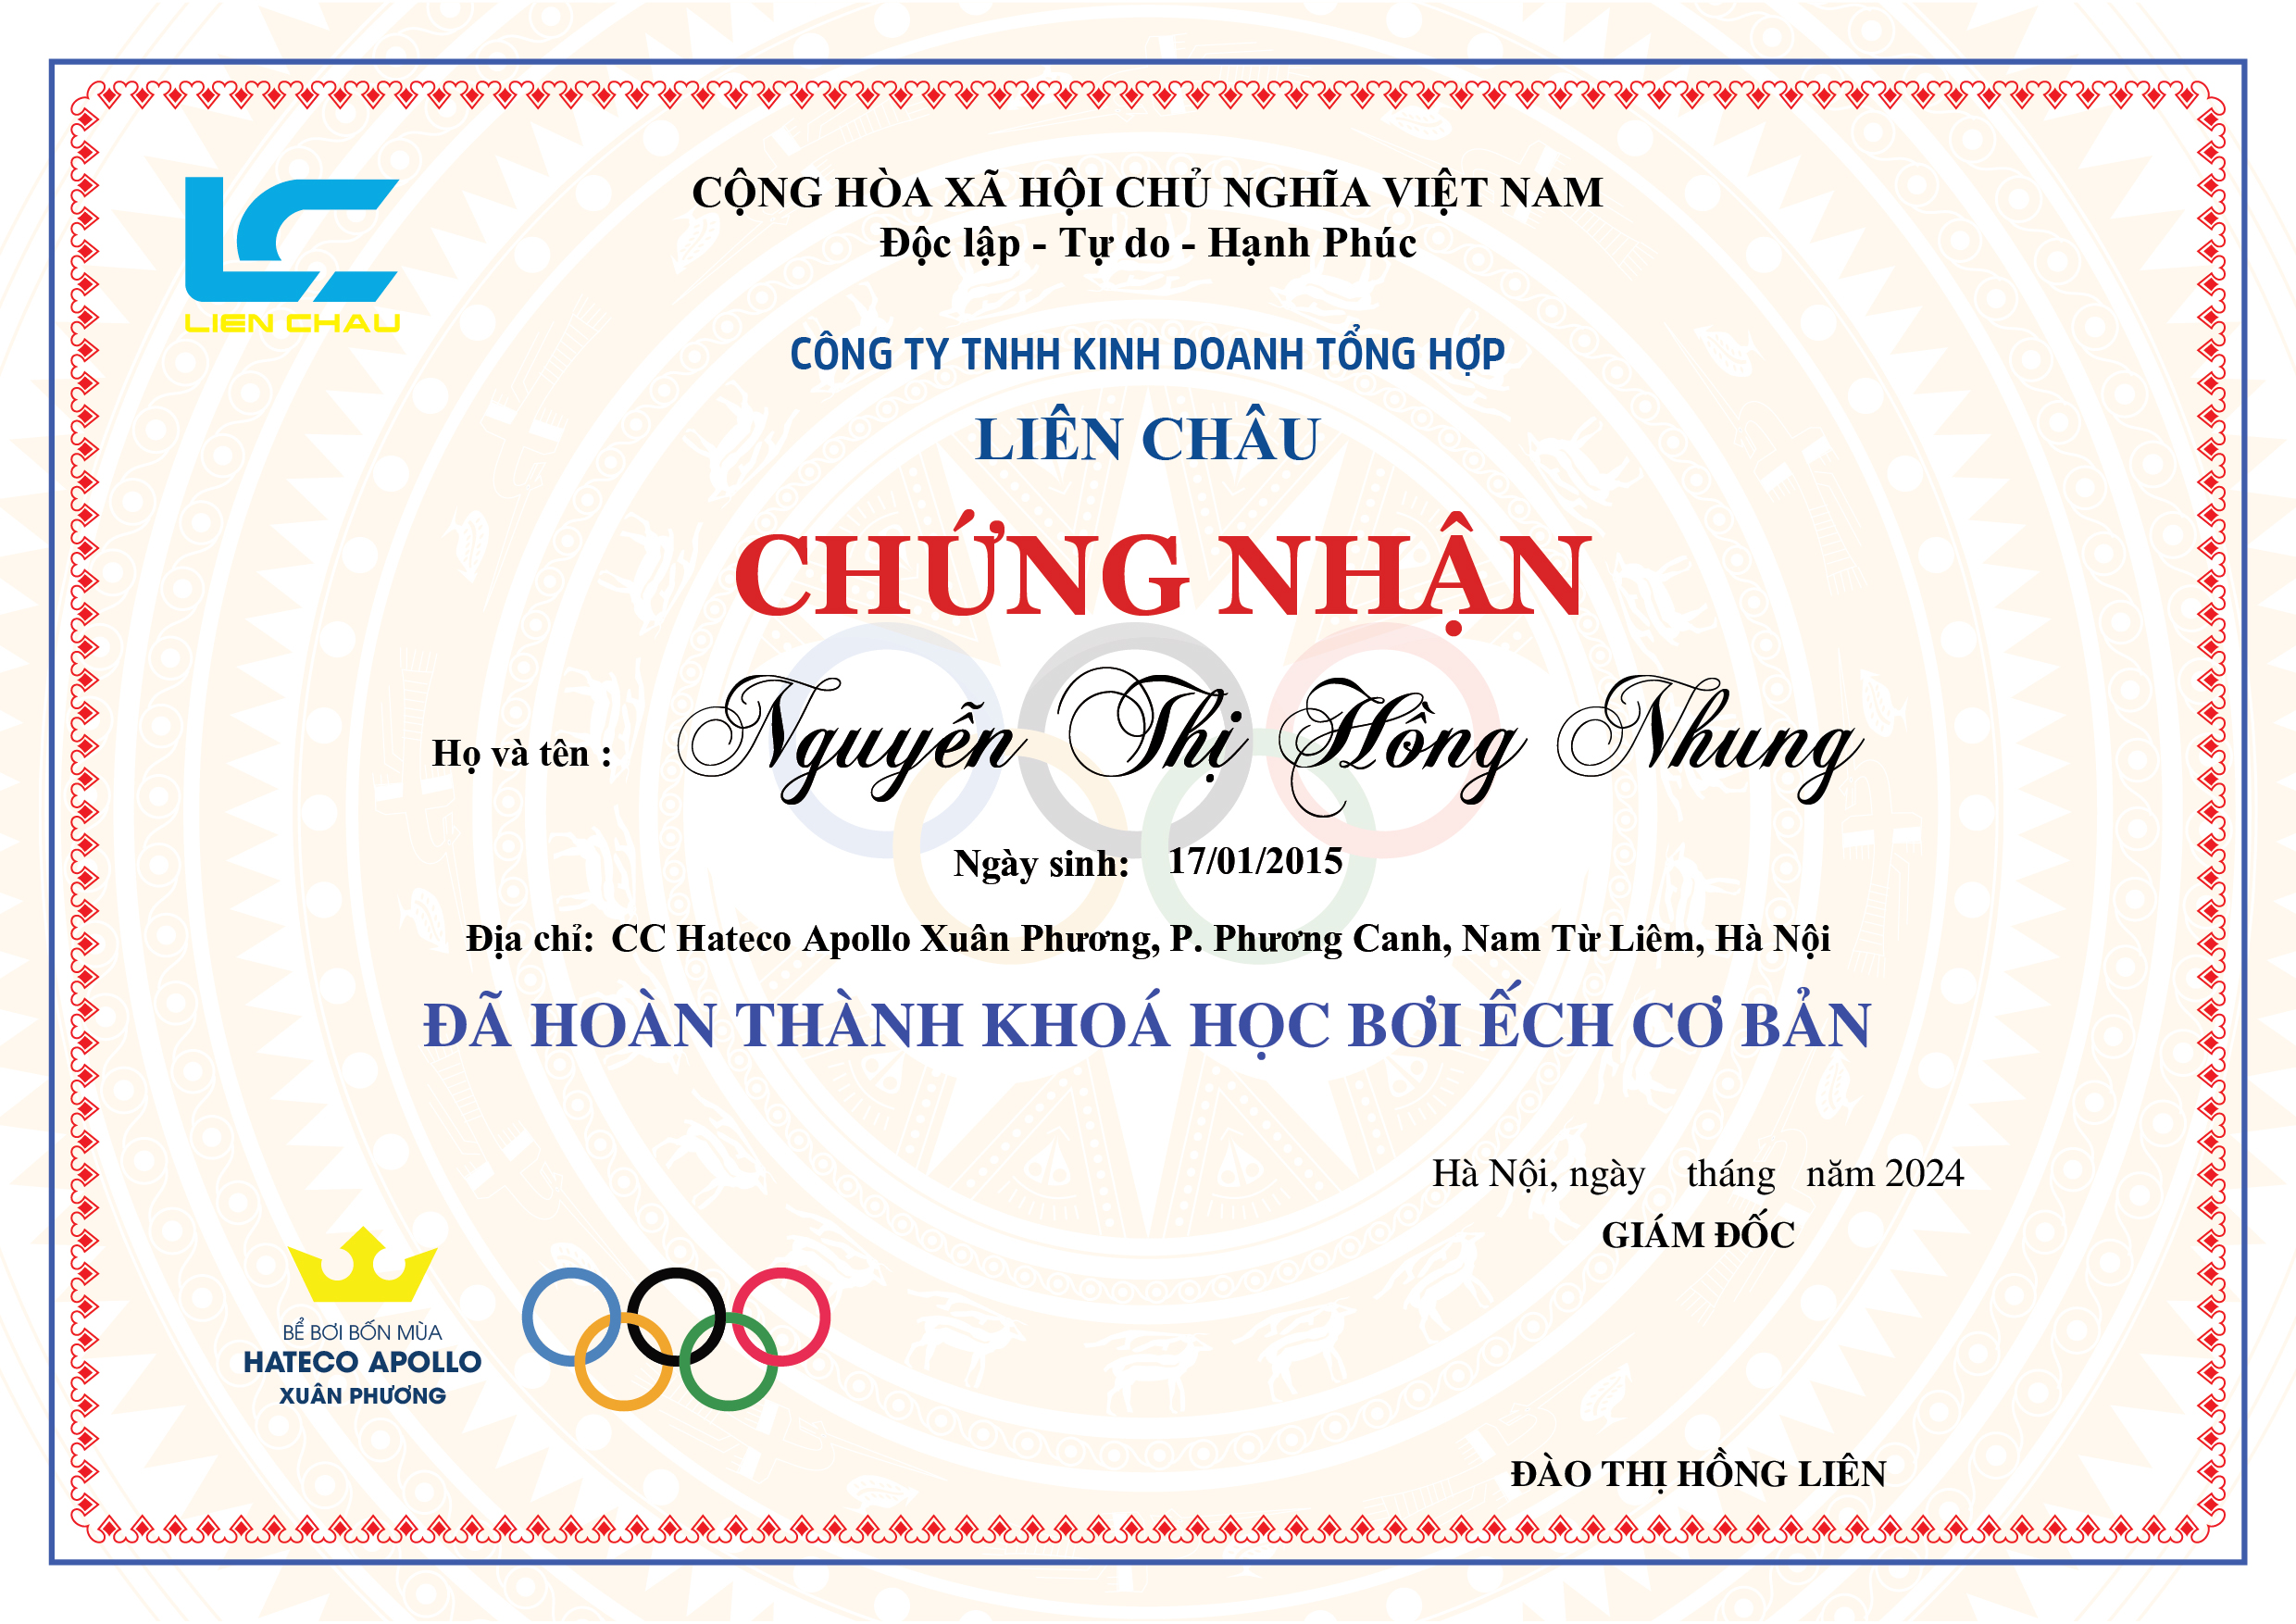 LIEN CHAU
CỘNG HÒA XÃ HỘI CHỦ NGHĨA VIỆT NAM
Độc lập - Tự do - Hạnh Phúc
CÔNG TY TNHH KINH DOANH TỔNG HỢP
LIÊN CHÂU
CHỨNG NHẬN
Họ và tên : Nguyễn Thị Hồng Nhung
Ngày sinh: 17/01/2015
Địa chỉ: CC Hateco Apollo Xuân Phương, P. Phương Canh, Nam Từ Liêm, Hà Nội
ĐÃ HOÀN THÀNH KHOÁ HỌC BƠI ẾCH CƠ BẢN
Hà Nội, ngày tháng năm 2024
GIÁM ĐỐC
BỂ BƠI BỐN MÙA
HATECO APOLLO
XUÂN PHƯƠNG
ĐÀO THỊ HỒNG LIÊN